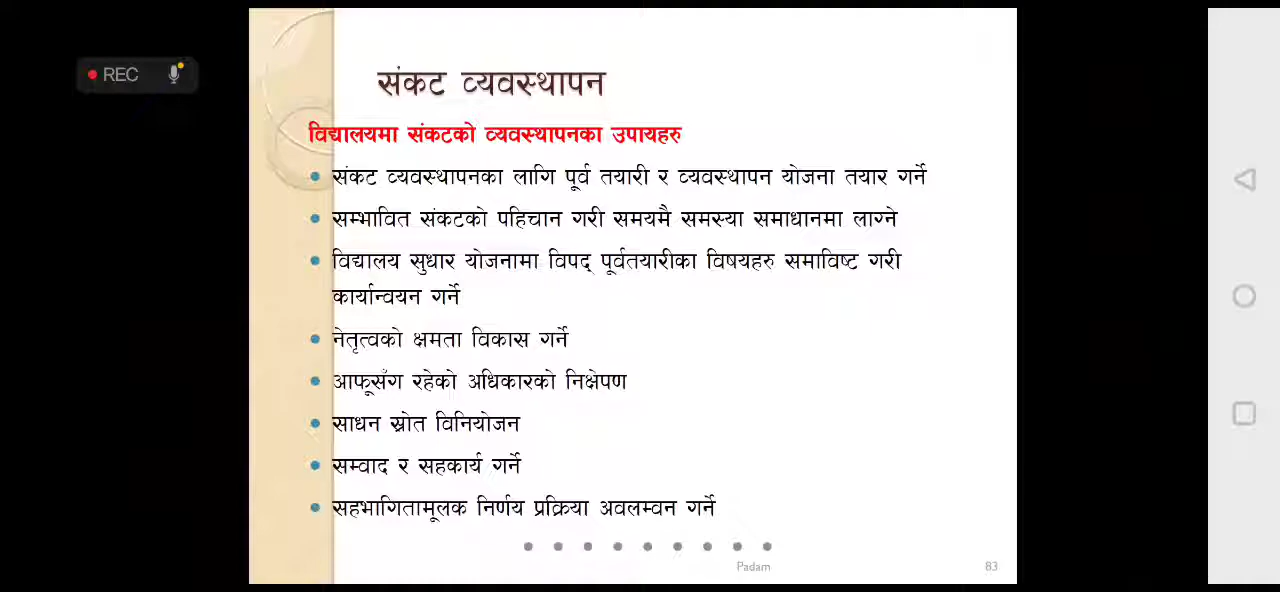 REC
संकट व्यवस्थापन
विद्यालयमा संकटको व्यवस्थापनका उपायहरु
• संकट व्यवस्थापनका लागि पूर्व तयारी र व्यवस्थापन योजना तयार गर्ने
• सम्भावित संकटको पहिचान गरी समयमै समस्या समाधानमा लाग्ने
• विद्यालय सुधार योजनामा विपद् पूर्वतयारीका विषयहरु समाविष्ट गरी
कार्यान्वयन गर्ने
• नेतृत्वको क्षमता विकास गर्ने
• आफूसँग रहेको अधिकारको निक्षेपण
• साधन स्रोत विनियोजन
• सम्वाद र सहकार्य गर्ने
• सहभागितामूलक निर्णय प्रक्रिया अवलम्वन गर्ने
Padam 83